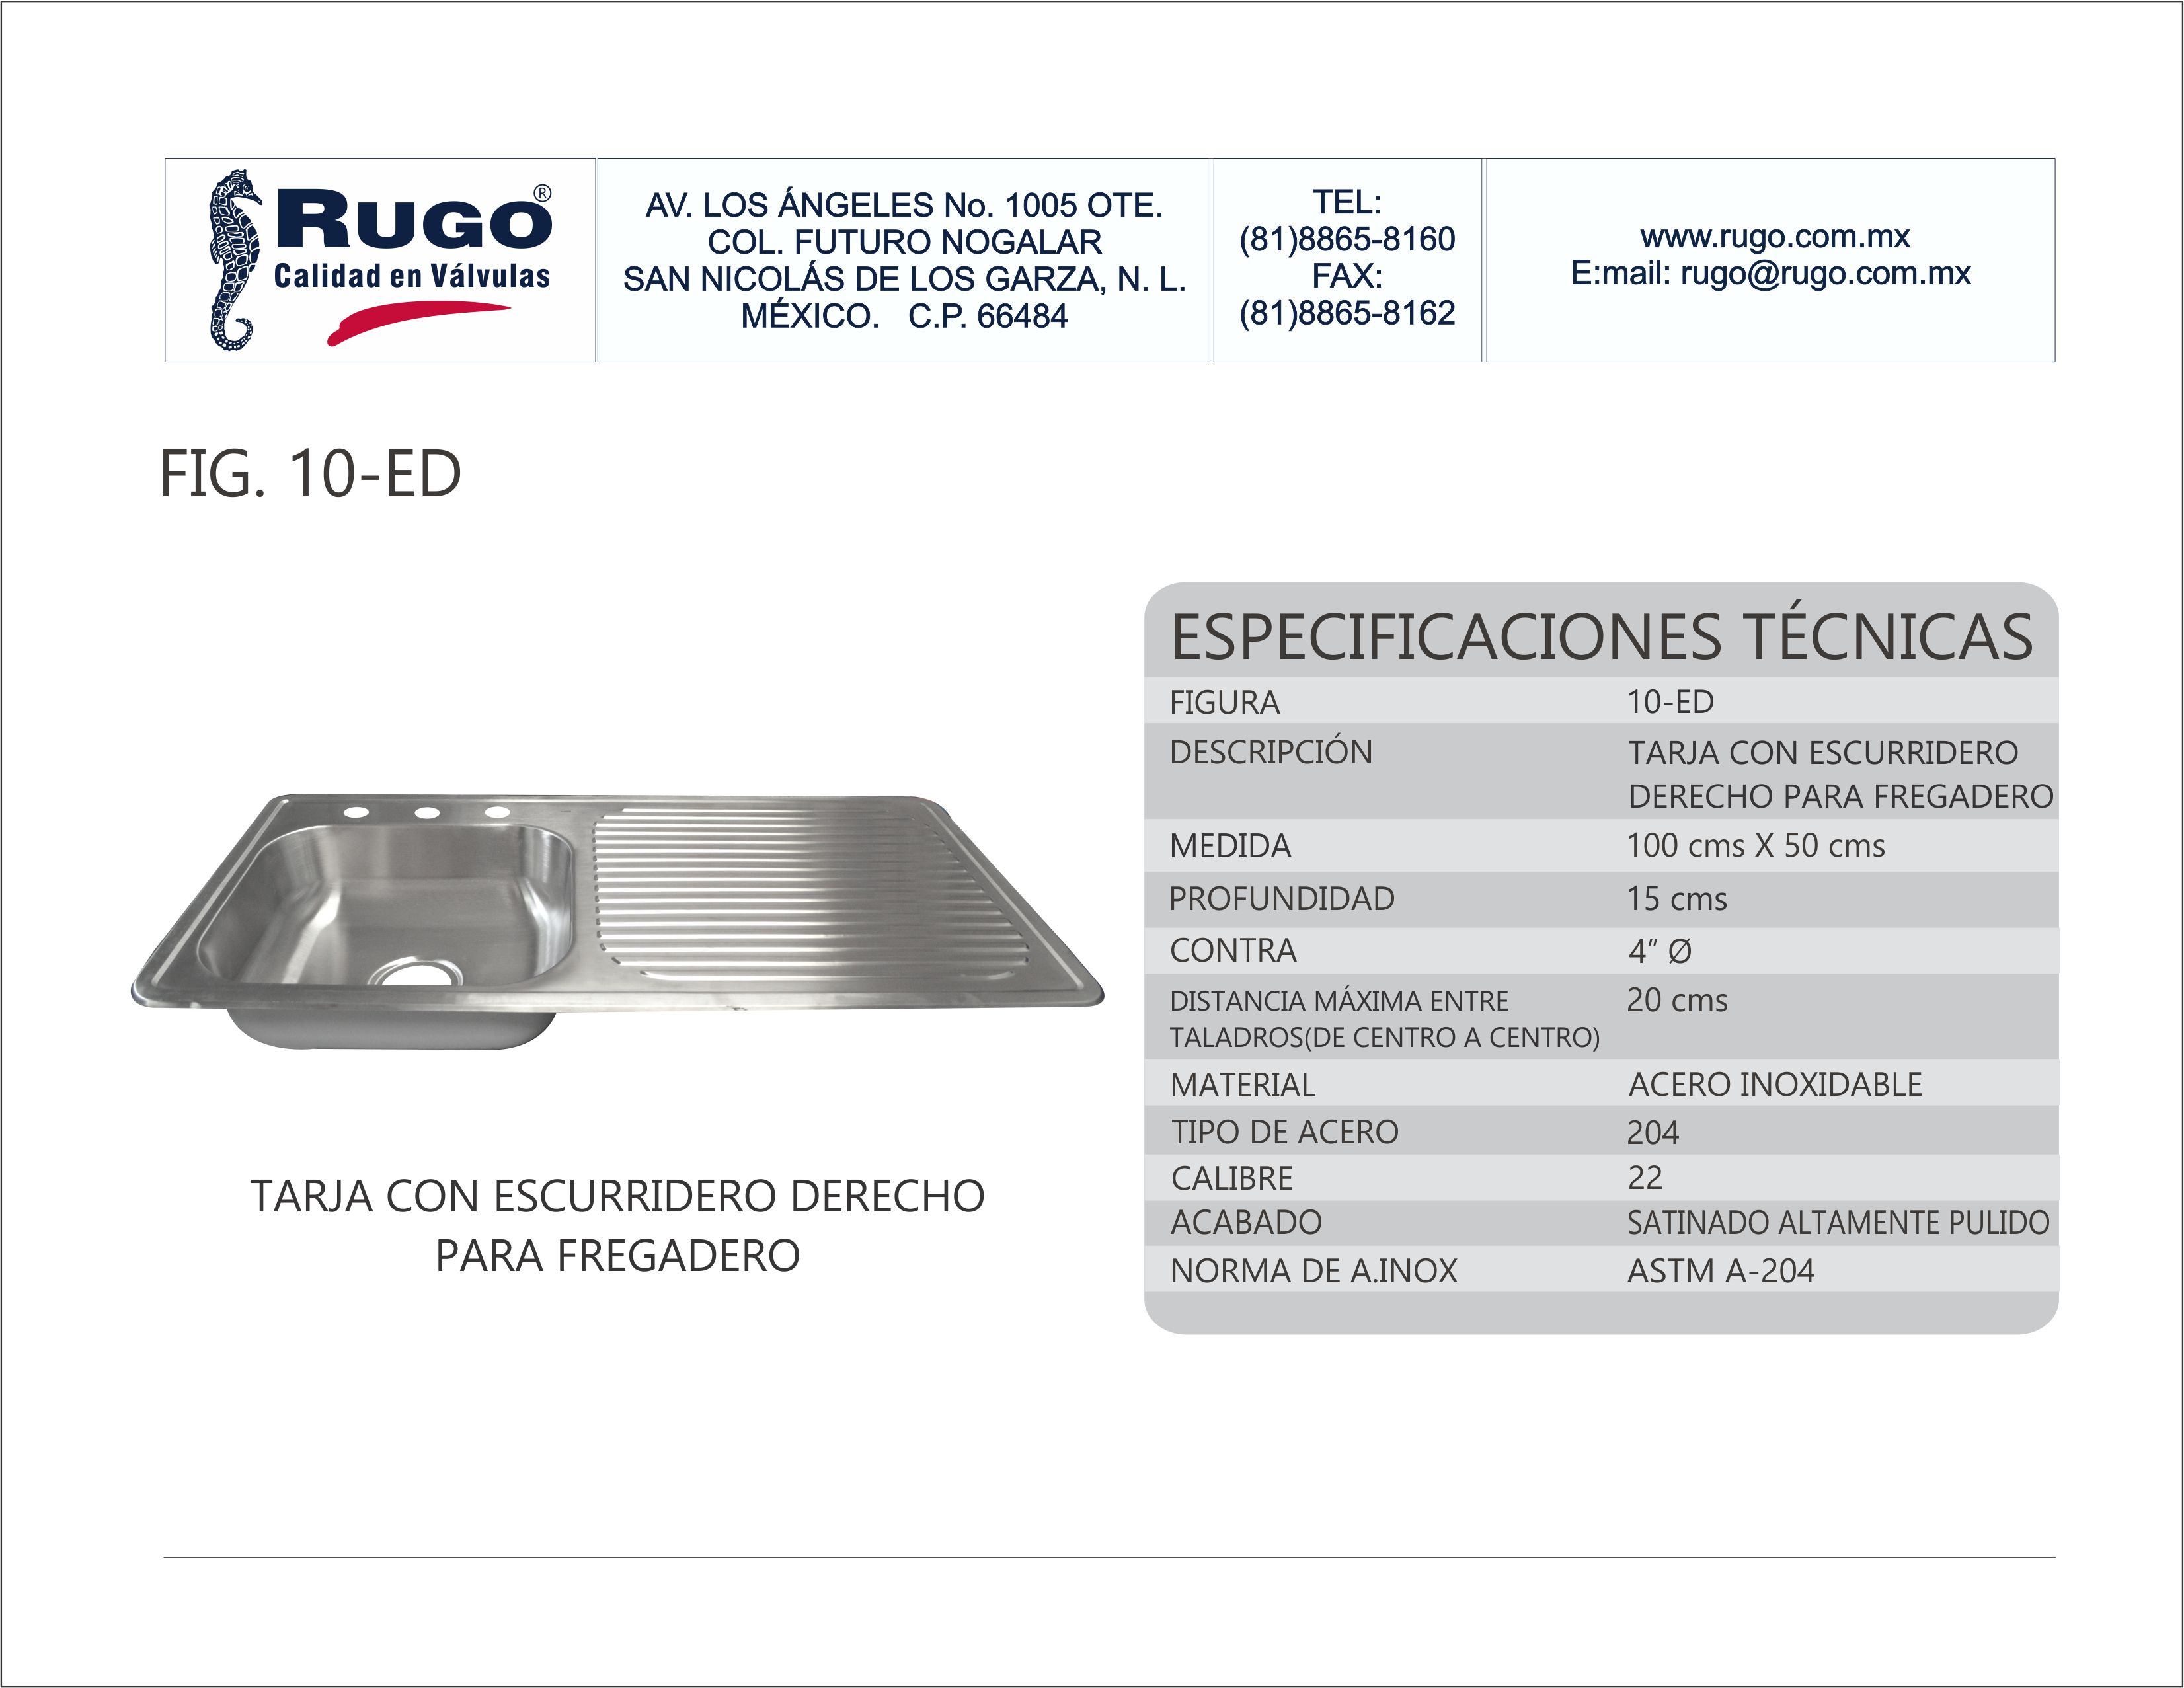 RUGO®
Calidad en Válvulas
AV. LOS ÁNGELES No. 1005 OTE.
COL. FUTURO NOGALAR
SAN NICOLÁS DE LOS GARZA, N. L.
MÉXICO. C.P. 66484
TEL:
(81)8865-8160
FAX:
(81)8865-8162
www.rugo.com.mx
E:mail: rugo@rugo.com.mx
FIG. 10-ED
TARJA CON ESCURRIDERO DERECHO
PARA FREGADERO
ESPECIFICACIONES TÉCNICAS
FIGURA 10-ED
DESCRIPCIÓN TARJA CON ESCURRIDERO
DERECHO PARA FREGADERO
MEDIDA 100 cms X 50 cms
PROFUNDIDAD 15 cms
CONTRA 4” Ø
DISTANCIA MÁXIMA ENTRE 20 cms
TALADROS(DE CENTRO A CENTRO)
MATERIAL ACERO INOXIDABLE
TIPO DE ACERO 204
CALIBRE 22
ACABADO SATINADO ALTAMENTE PULIDO
NORMA DE A.INOX ASTM A-204